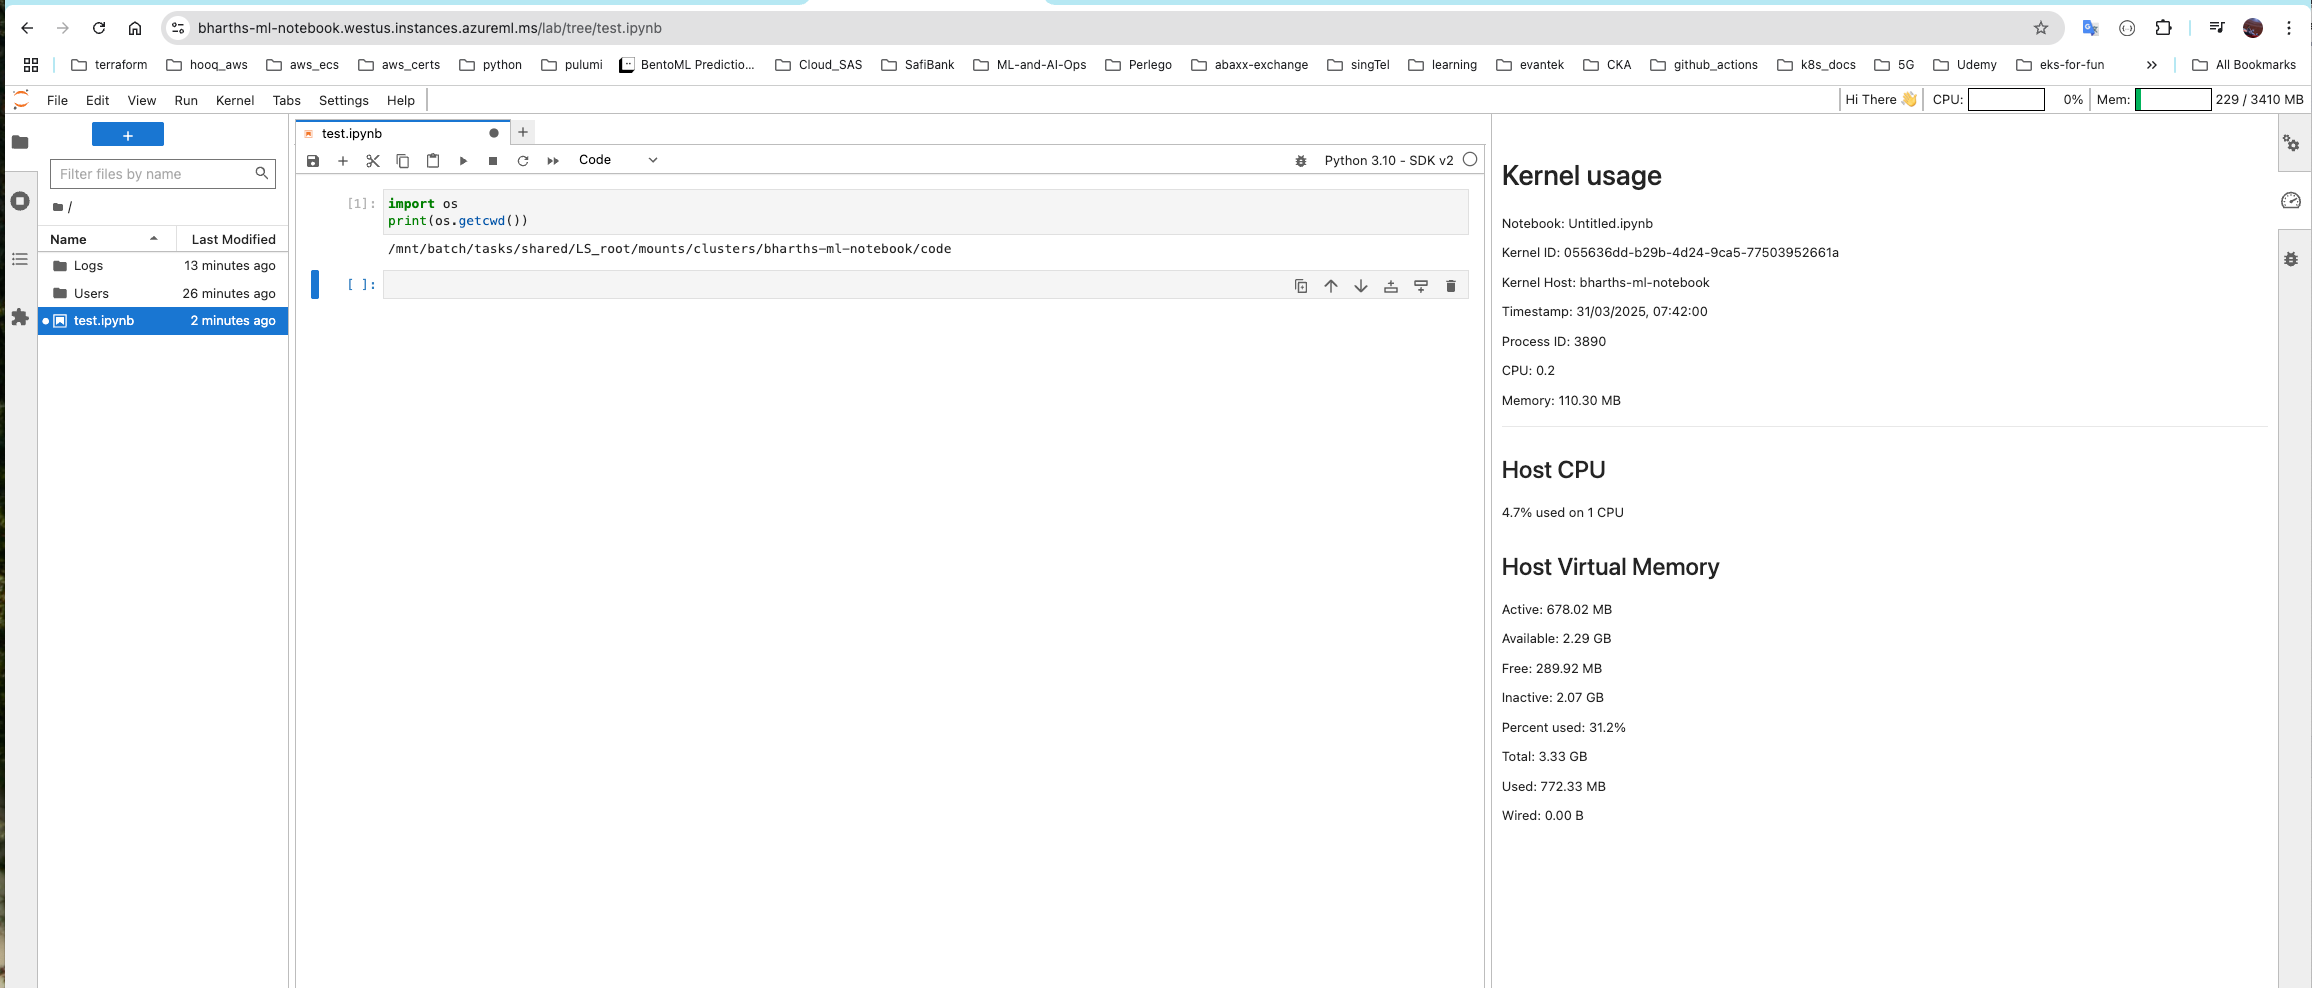 bharths-ml-notebook.westus.instances.azureml.ms/lab/tree/test.ipynb
terraform hooq_aws aws_ecs aws_certs python pulumi BentoML Predictio... Cloud_SAS SafiBank ML-and-AI-Ops Perlego abaxx-exchange singTel learning evantek CKA github_actions k8s_docs 5G Udemy eks-for-fun » All Bookmarks
File Edit View Run Kernel Tabs Settings Help Hi There 👋 CPU: 0% Mem: 229 / 3410 MB
+
test.ipynb
Filter files by name
/
Name Last Modified
Logs 13 minutes ago
Users 26 minutes ago
test.ipynb 2 minutes ago
Code Python 3.10 - SDK v2
[1]: import os
print(os.getcwd())
/mnt/batch/tasks/shared/LS_root/mounts/clusters/bharths-ml-notebook/code
[ ]:
Kernel usage
Notebook: Untitled.ipynb
Kernel ID: 055636dd-b29b-4d24-9ca5-77503952661a
Kernel Host: bharths-ml-notebook
Timestamp: 31/03/2025, 07:42:00
Process ID: 3890
CPU: 0.2
Memory: 110.30 MB
Host CPU
4.7% used on 1 CPU
Host Virtual Memory
Active: 678.02 MB
Available: 2.29 GB
Free: 289.92 MB
Inactive: 2.07 GB
Percent used: 31.2%
Total: 3.33 GB
Used: 772.33 MB
Wired: 0.00 B